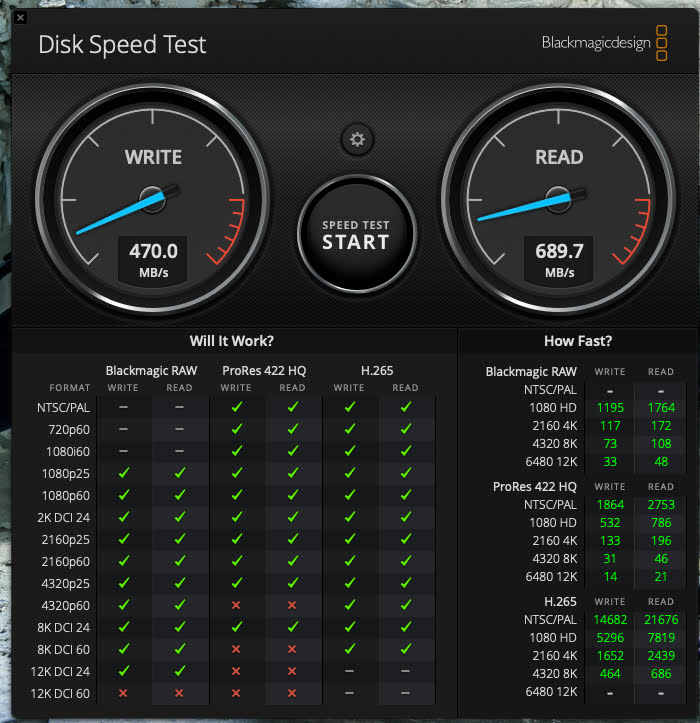 Disk Speed Test
Blackmagicdesign
WRITE
470.0
MB/s
SPEED TEST
START
READ
689.7
MB/s
Will It Work?
Blackmagic RAW ProRes 422 HQ H.265
FORMAT WRITE READ WRITE READ WRITE READ
NTSC/PAL – – ✓ ✓ ✓ ✓
720p60 – – ✓ ✓ ✓ ✓
1080i60 – – ✓ ✓ ✓ ✓
1080p25 ✓ ✓ ✓ ✓ ✓ ✓
1080p60 ✓ ✓ ✓ ✓ ✓ ✓
2K DCI 24 ✓ ✓ ✓ ✓ ✓ ✓
2160p25 ✓ ✓ ✓ ✓ ✓ ✓
2160p60 ✓ ✓ ✓ ✓ ✓ ✓
4320p25 ✓ ✓ ✓ ✓ ✓ ✓
4320p60 ✓ ✓ ✕ ✕ ✓ ✓
8K DCI 24 ✓ ✓ ✓ ✓ ✓ ✓
8K DCI 60 ✓ ✓ ✕ ✕ ✓ ✓
12K DCI 24 ✓ ✓ ✕ ✕ – –
12K DCI 60 ✕ ✕ ✕ ✕ – –
How Fast?
Blackmagic RAW WRITE READ
NTSC/PAL - -
1080 HD 1195 1764
2160 4K 117 172
4320 8K 73 108
6480 12K 33 48
ProRes 422 HQ WRITE READ
NTSC/PAL 1864 2753
1080 HD 532 786
2160 4K 133 196
4320 8K 31 46
6480 12K 14 21
H.265 WRITE READ
NTSC/PAL 14682 21676
1080 HD 5296 7819
2160 4K 1652 2439
4320 8K 464 686
6480 12K - -